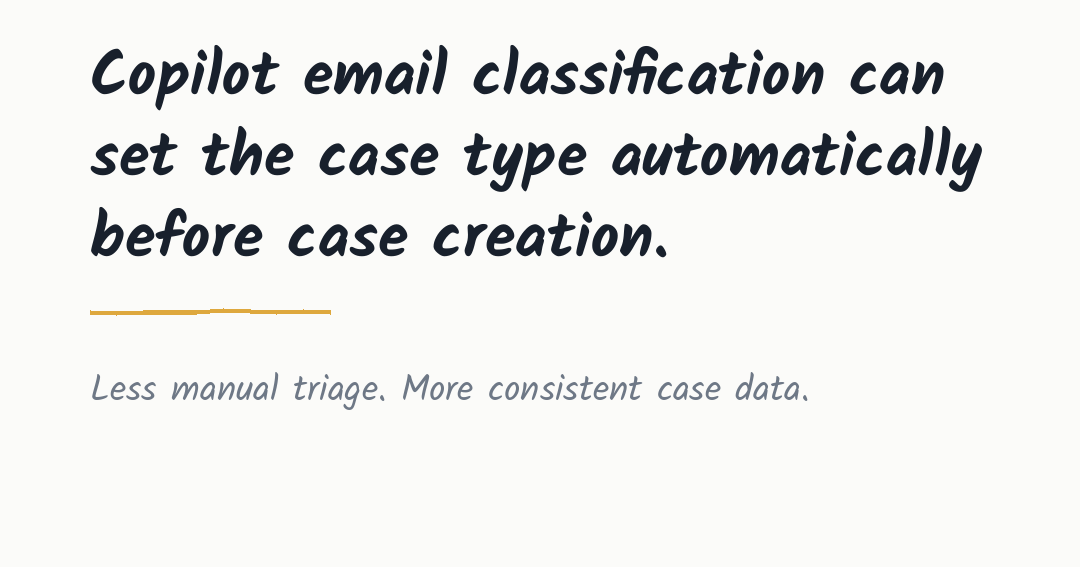 Copilot email classification can
set the case type automatically
before case creation.
Less manual triage. More consistent case data.